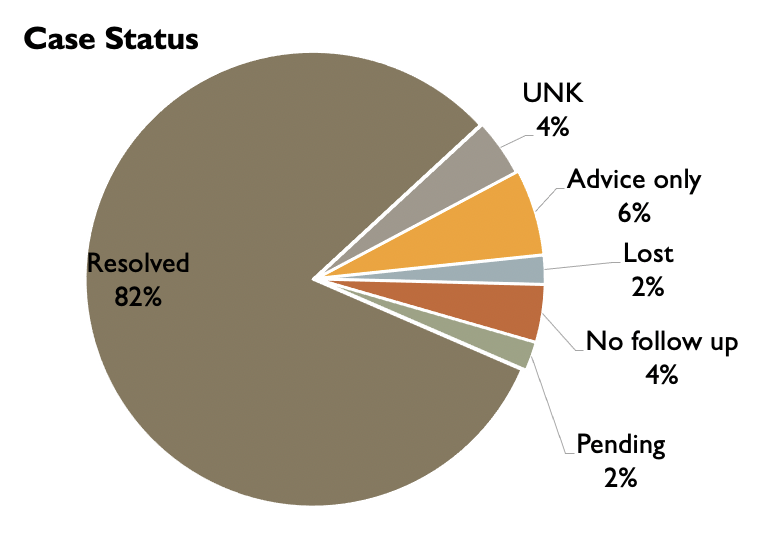 Case Status
UNK
4%
Advice only
6%
Lost
2%
Resolved
82%
No follow up
4%
Pending
2%